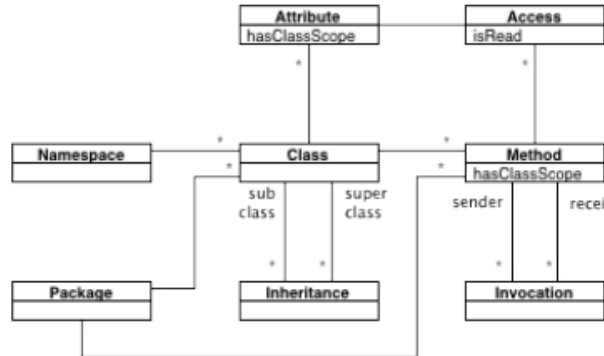 Attribute
hasClassScope
Access
isRead
*
*
*
*
Namespace
Class
Method
hasClassScope
*
*
sub
class
super
class
sender
*
*
*
*
Package
Inheritance
Invocation